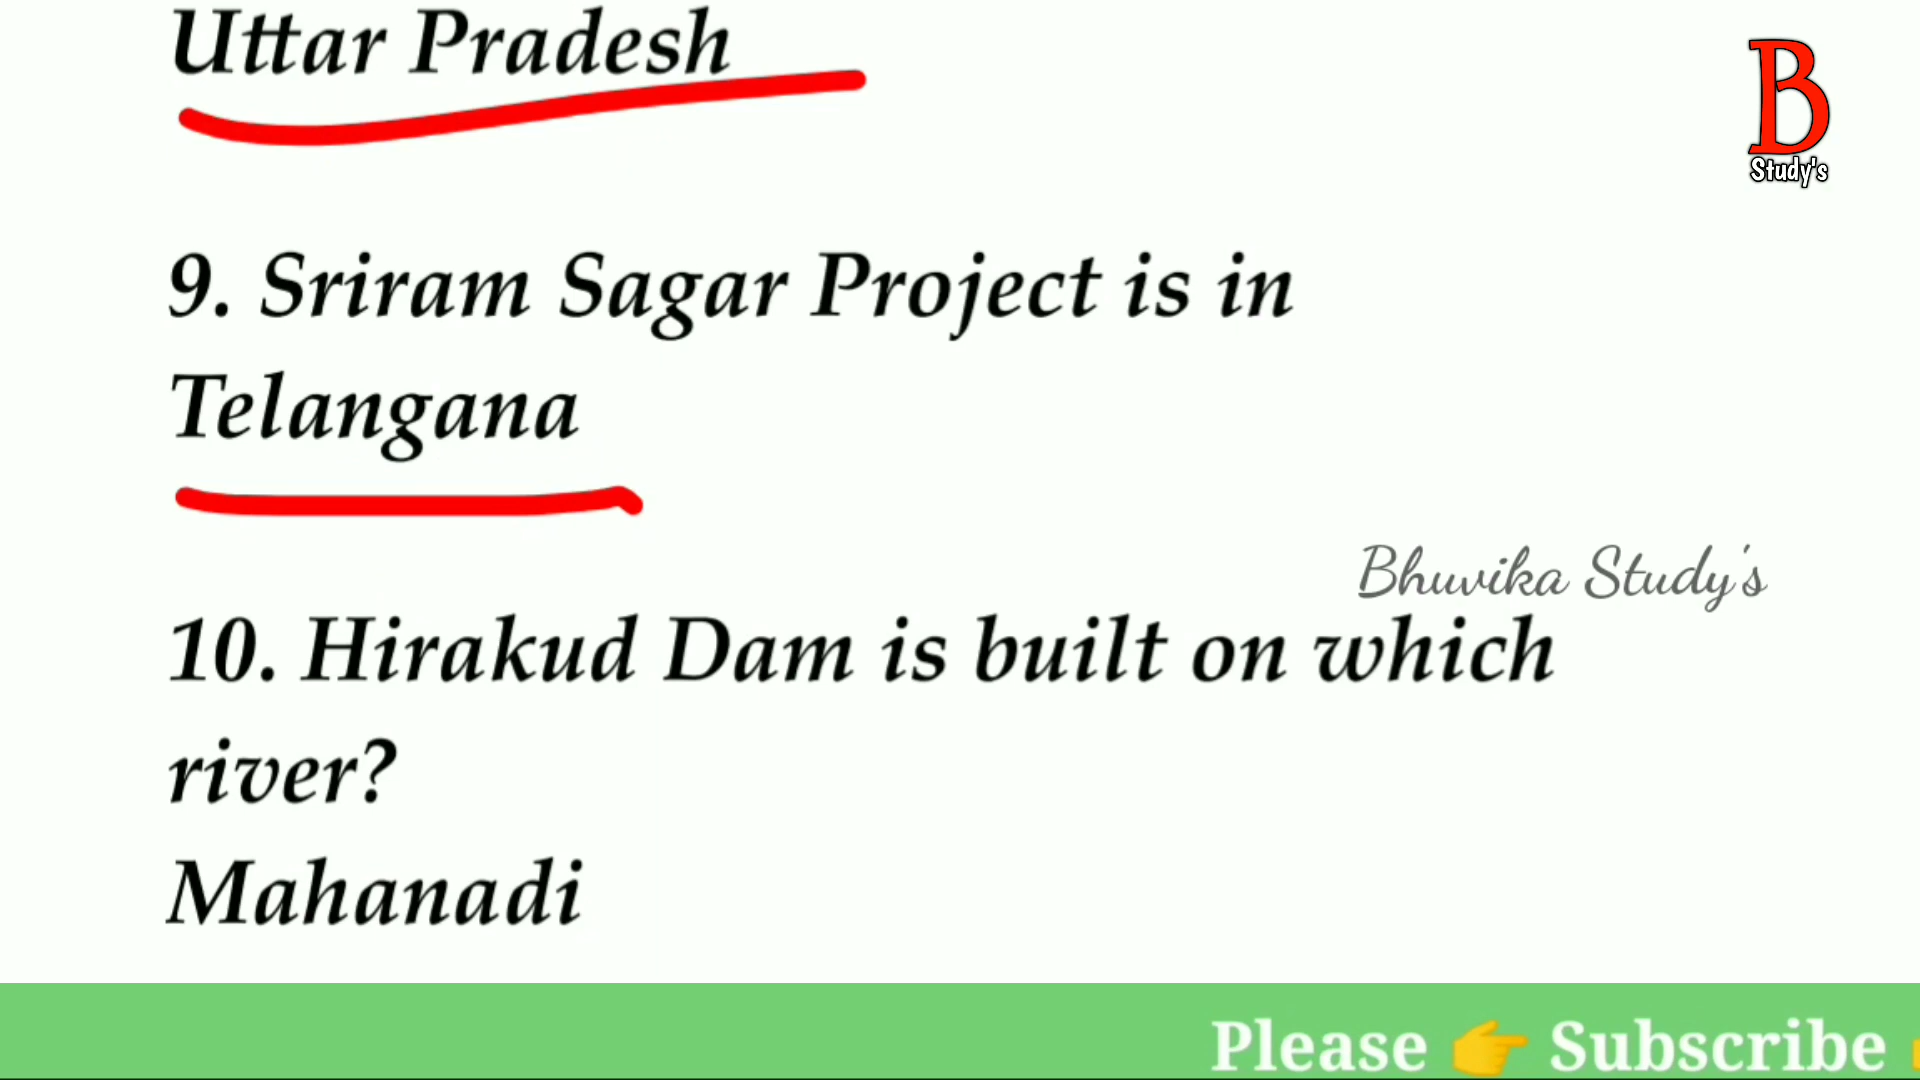 Uttar Pradesh
B
Study's
9. Sriram Sagar Project is in
Telangana
Bhuvika Study's
10. Hirakud Dam is built on which
river?
Mahanadi
Please 👉 Subscribe